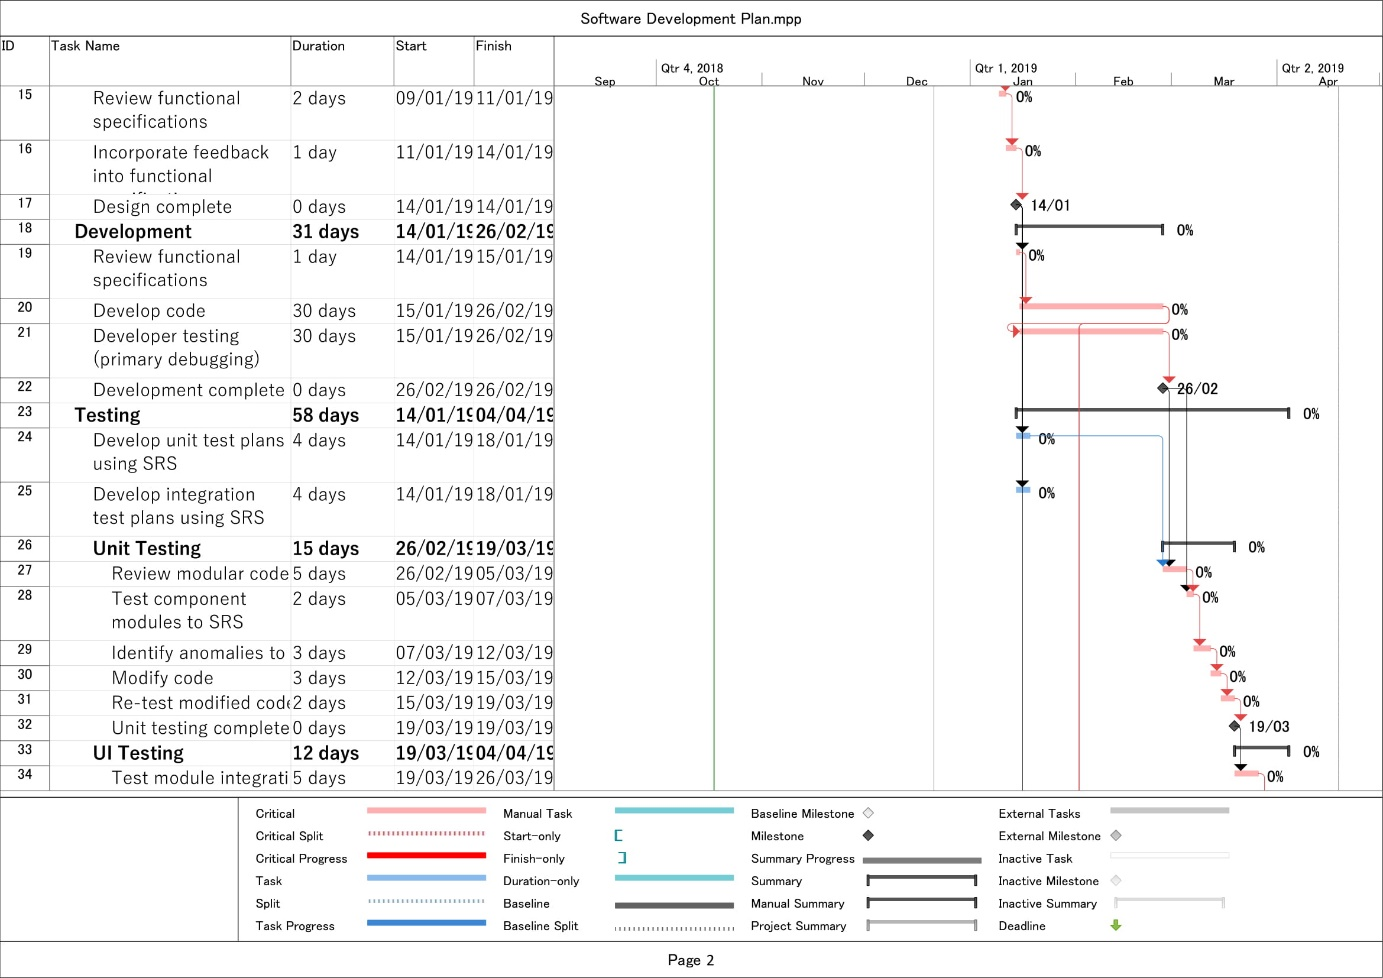 Software Development Plan.mpp
ID Task Name Duration Start Finish
Qtr 4, 2018 Qtr 1, 2019 Qtr 2, 2019
Sep Oct Nov Dec Jan Feb Mar Apr
15 Review functional 2 days 09/01/19 11/01/19 0%
specifications
16 Incorporate feedback 1 day 11/01/19 14/01/19 0%
into functional
17 Design complete 0 days 14/01/19 14/01/19 14/01
18 Development 31 days 14/01/19 26/02/19 0%
19 Review functional 1 day 14/01/19 15/01/19 0%
specifications
20 Develop code 30 days 15/01/19 26/02/19 0%
21 Developer testing 30 days 15/01/19 26/02/19 0%
(primary debugging)
22 Development complete 0 days 26/02/19 26/02/19 26/02
23 Testing 58 days 14/01/19 04/04/19 0%
24 Develop unit test plans 4 days 14/01/19 18/01/19 0%
using SRS
25 Develop integration 4 days 14/01/19 18/01/19 0%
test plans using SRS
26 Unit Testing 15 days 26/02/19 19/03/19 0%
27 Review modular code 5 days 26/02/19 05/03/19 0%
28 Test component 2 days 05/03/19 07/03/19 0%
modules to SRS
29 Identify anomalies to 3 days 07/03/19 12/03/19 0%
30 Modify code 3 days 12/03/19 15/03/19 0%
31 Re-test modified code 2 days 15/03/19 19/03/19 0%
32 Unit testing complete 0 days 19/03/19 19/03/19 19/03
33 UI Testing 12 days 19/03/19 04/04/19 0%
34 Test module integrati 5 days 19/03/19 26/03/19 0%
Critical Manual Task Baseline Milestone External Tasks
Critical Split Start-only Milestone External Milestone
Critical Progress Finish-only Summary Progress Inactive Task
Task Duration-only Summary Inactive Milestone
Split Baseline Manual Summary Inactive Summary
Task Progress Baseline Split Project Summary Deadline
Page 2